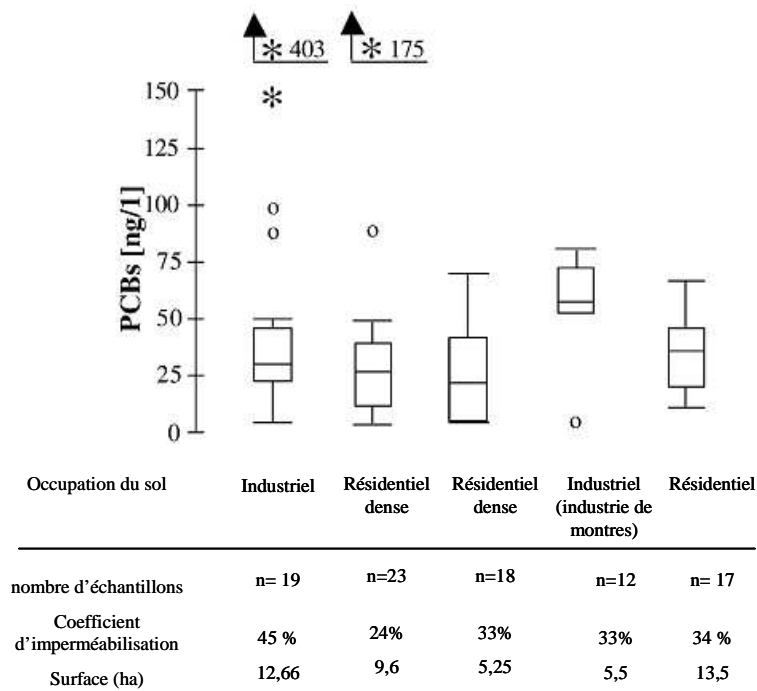 * 403 * 175
150
125
100
75
50
25
0
PCBs [ng/l]
*
o
o
o
o
Occupation du sol Industriel Résidentiel dense Résidentiel dense Industriel (industrie de montres) Résidentiel
nombre d'échantillons n= 19 n=23 n=18 n=12 n= 17
Coefficient d'imperméabilisation 45 % 24% 33% 33% 34 %
Surface (ha) 12,66 9,6 5,25 5,5 13,5